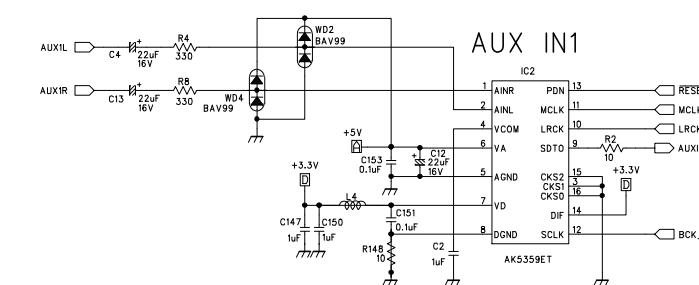 AUX IN1
AUX1L
C4
+
22uF
16V
R4
330
WD2
BAV99
AUX1R
C13
+
22uF
16V
R8
330
WD4
BAV99
IC2
1 AINR PDN 13
2 AINL MCLK 11
4 VCOM LRCK 10
6 VA SDTO 9
5 AGND CKS2 15
CKS1 3
CKS0 16
7 VD DIF 14
8 DGND SCLK 12
AK5359ET
RESE
MCLK
LRCK
R2
10
AUXI
+3.3V
D
BCK_
+5V
A
C153
0.1uF
+
C12
22uF
16V
+3.3V
D
L4
C147
1uF
C150
1uF
C151
0.1uF
R148
10
C2
1uF